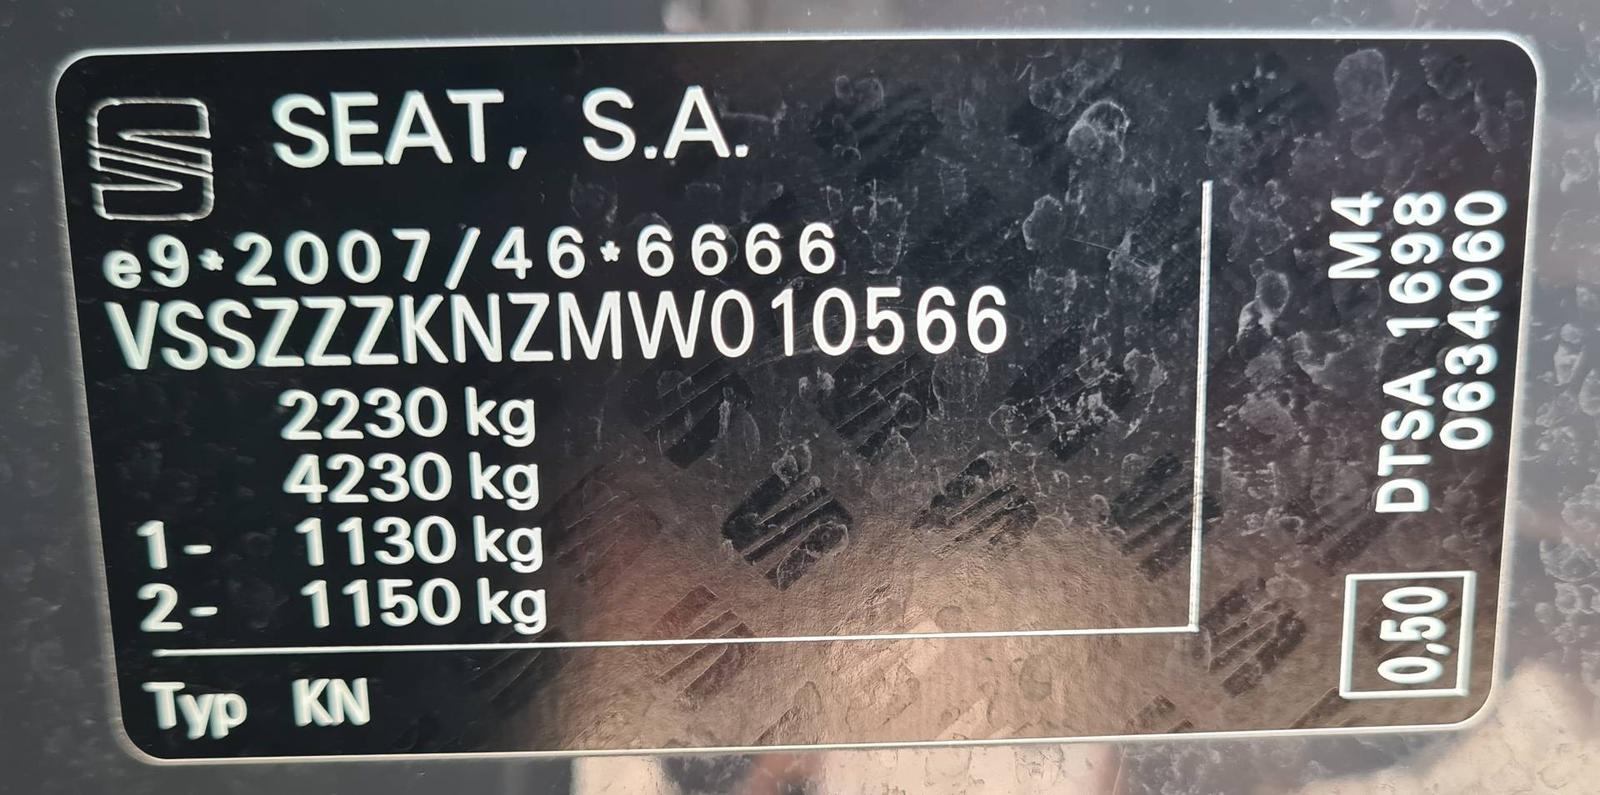 SEAT, S.A.
e9*2007/46*6666
VSSZZZKNZMW010566
2230 kg
4230 kg
1- 1130 kg
2- 1150 kg
Typ KN
M4
DTSA 1698
0634060
0,50